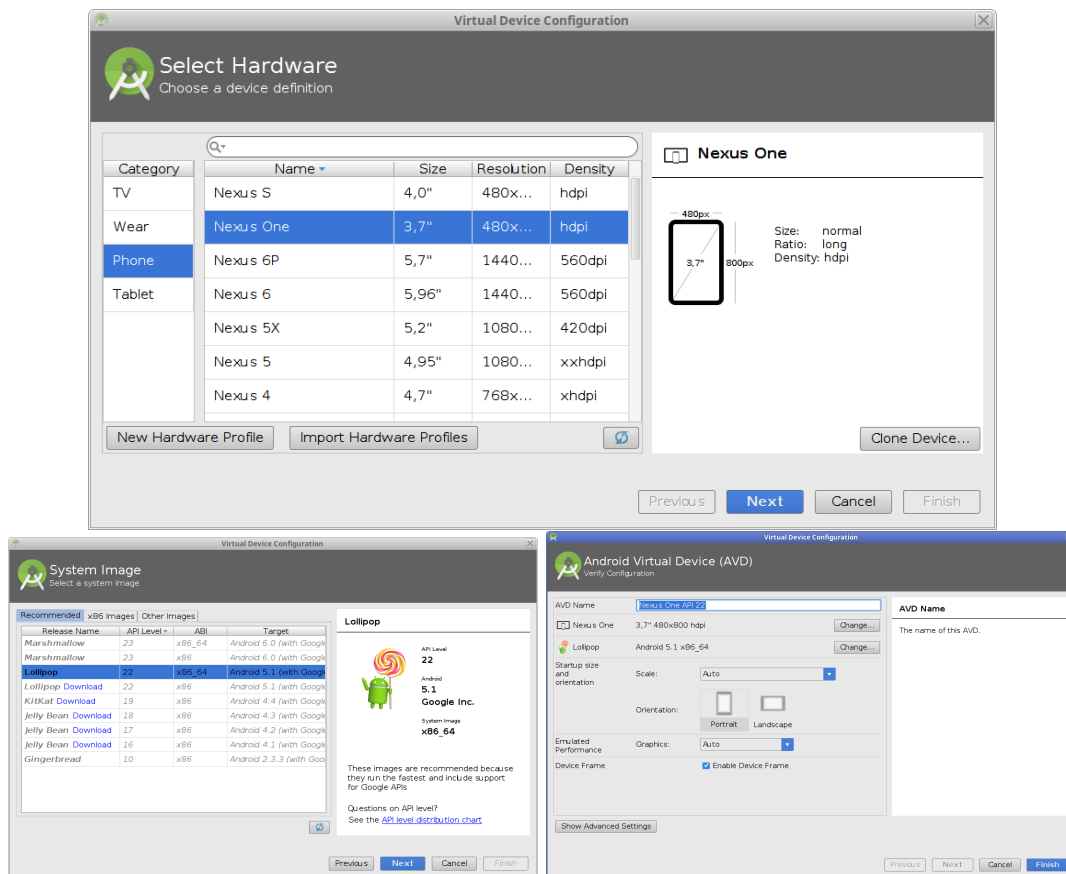 Virtual Device Configuration
Select Hardware
Choose a device definition
Category
TV
Wear
Phone
Tablet
Name Size Resolution Density
Nexus S 4,0" 480x... hdpi
Nexus One 3,7" 480x... hdpi
Nexus 6P 5,7" 1440... 560dpi
Nexus 6 5,96" 1440... 560dpi
Nexus 5X 5,2" 1080... 420dpi
Nexus 5 4,95" 1080... xxhdpi
Nexus 4 4,7" 768x... xhdpi
New Hardware Profile Import Hardware Profiles
Nexus One
480px
3,7" 800px
Size: normal
Ratio: long
Density: hdpi
Clone Device...
Previous Next Cancel Finish
Virtual Device Configuration
System Image
Select a system image
Recommended x86 Images Other Images
Release Name API Level ABI Target
Marshmallow 23 x86_64 Android 6.0 (with Google
Marshmallow 23 x86 Android 6.0 (with Google
Lollipop 22 x86_64 Android 5.1 (with Googl
Lollipop Download 22 x86 Android 5.1 (with Google
KitKat Download 19 x86 Android 4.4 (with Google
Jelly Bean Download 18 x86 Android 4.3 (with Google
Jelly Bean Download 17 x86 Android 4.2 (with Google
Jelly Bean Download 16 x86 Android 4.1 (with Google
Gingerbread 10 x86 Android 2.3.3 (with Goo
Lollipop
API Level
22
Android
5.1
Google Inc.
System Image
x86_64
These images are recommended because
they run the fastest and include support
for Google APIs
Questions on API level?
See the API level distribution chart
Previous Next Cancel Finish
Virtual Device Configuration
Android Virtual Device (AVD)
Verify Configuration
AVD Name Nexus One API 22
Nexus One 3,7" 480x800 hdpi Change...
Lollipop Android 5.1 x86_64 Change...
Startup size
and
orientation
Scale: Auto
Orientation:
Portrait Landscape
Emulated
Performance
Graphics: Auto
Device Frame Enable Device Frame
Show Advanced Settings
AVD Name
The name of this AVD.
Previous Next Cancel Finish